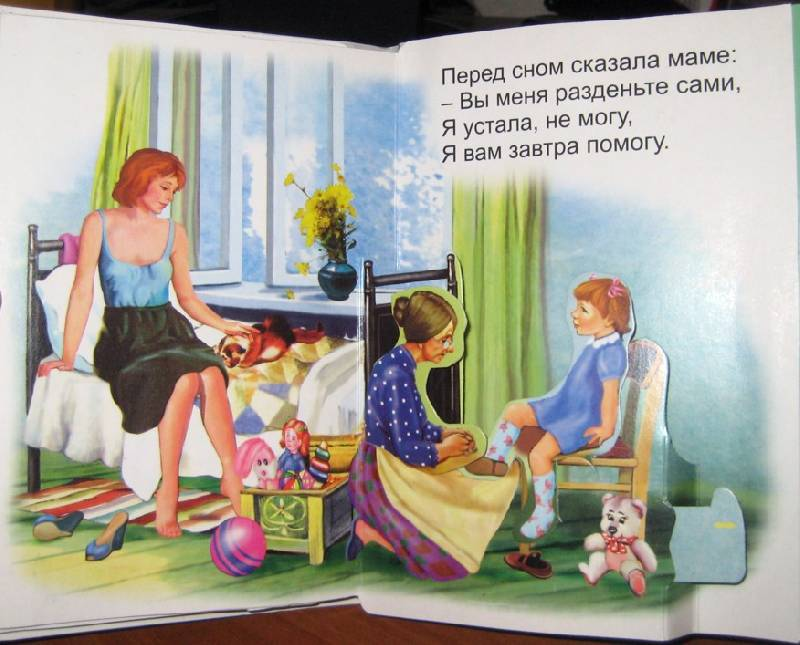 Перед сном сказала маме:
– Вы меня разденьте сами,
Я устала, не могу,
Я вам завтра помогу.